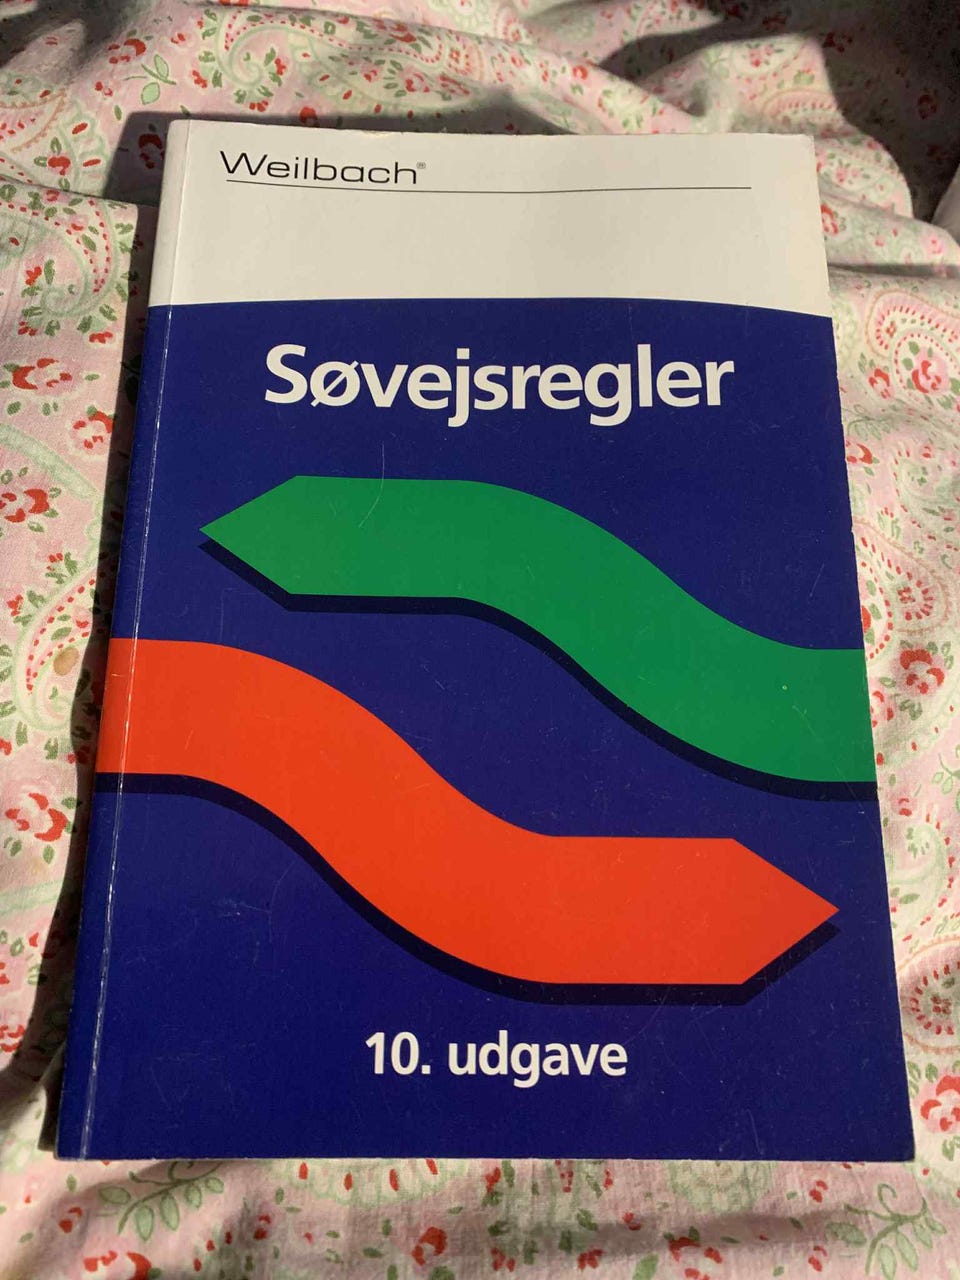 Weilbach®
Søvejsregler
10. udgave